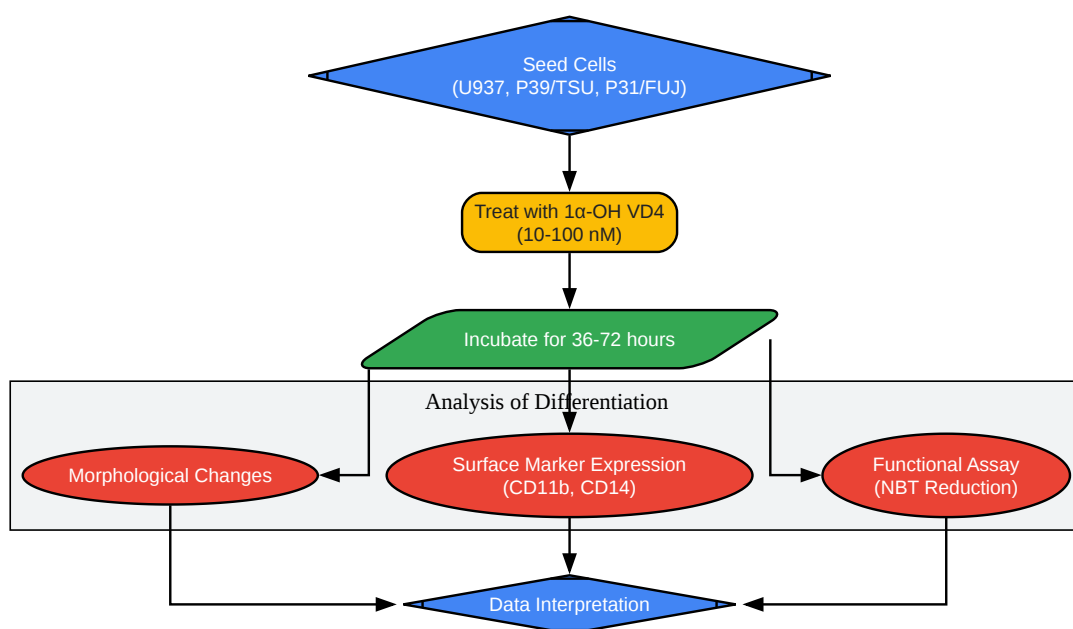 Seed Cells
(U937, P39/TSU, P31/FUJ)
Treat with 1α-OH VD4
(10-100 nM)
Incubate for 36-72 hours
Analysis of Differentiation
Morphological Changes
Surface Marker Expression
(CD11b, CD14)
Functional Assay
(NBT Reduction)
Data Interpretation